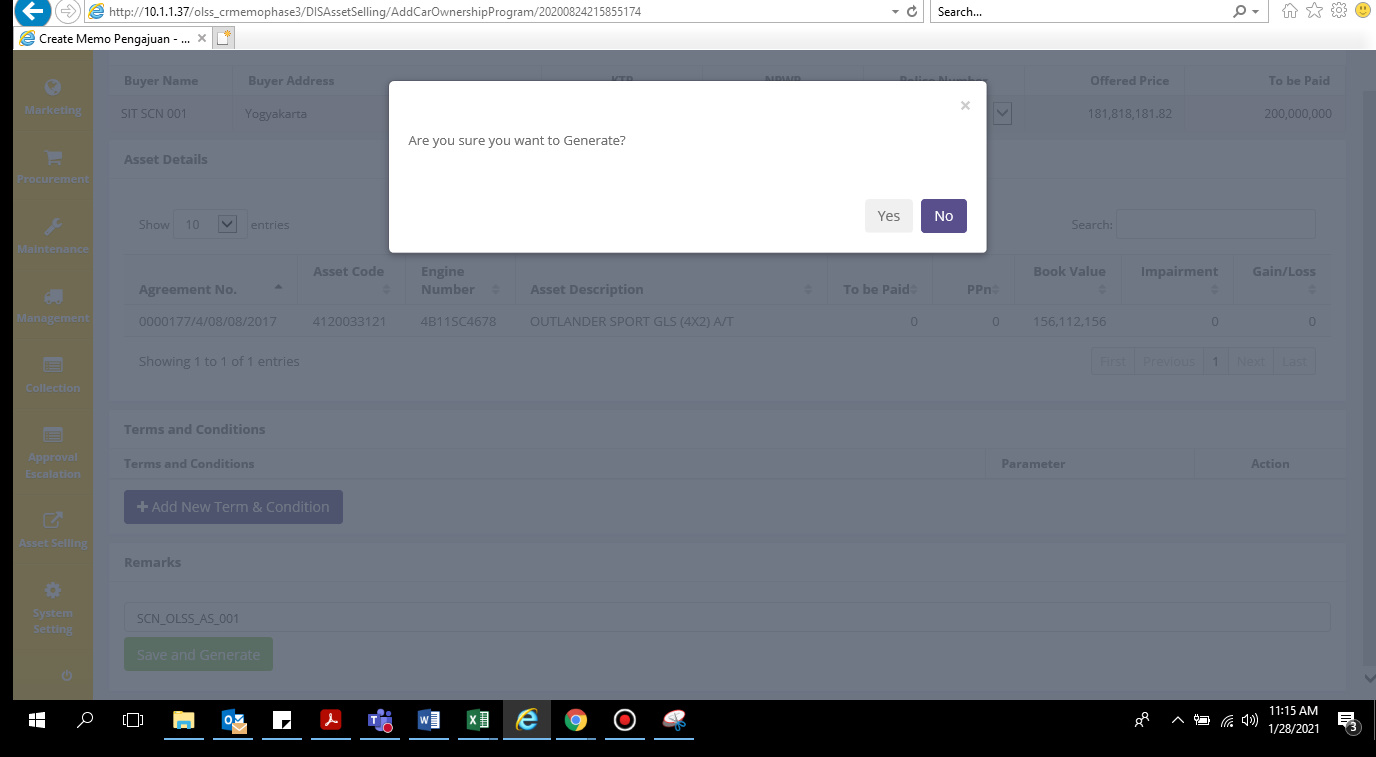 http://10.1.1.37/olss_crmemophase3/DISAssetSelling/AddCarOwnershipProgram/20200824215855174
Search...
Create Memo Pengajuan - ...
Marketing
Procurement
Maintenance
Management
Collection
Approval
Escalation
Asset Selling
System
Setting
Buyer Name Buyer Address KTP NPWP Police Number Offered Price To be Paid
SIT SCN 001 Yogyakarta 181,818,181.82 200,000,000
×
Are you sure you want to Generate?
Yes No
Asset Details
Show 10 entries
Search:
Agreement No. Asset Code Engine Number Asset Description To be Paid PPn Book Value Impairment Gain/Loss
0000177/4/08/08/2017 4120033121 4B11SC4678 OUTLANDER SPORT GLS (4X2) A/T 0 0 156,112,156 0 0
Showing 1 to 1 of 1 entries
First Previous 1 Next Last
Terms and Conditions
Terms and Conditions Parameter Action
+ Add New Term & Condition
Remarks
SCN_OLSS_AS_001
Save and Generate
11:15 AM
1/28/2021
3